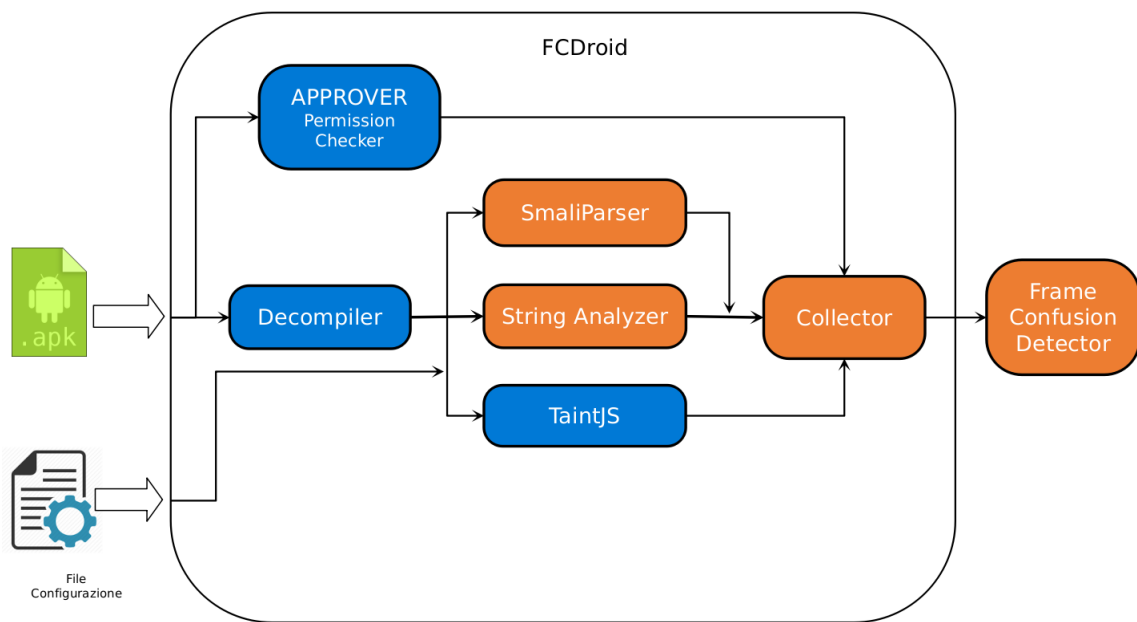 FCDroid
APPROVER
Permission
Checker
SmaliParser
.apk
Decompiler
String Analyzer
Collector
Frame
Confusion
Detector
TaintJS
File
Configurazione